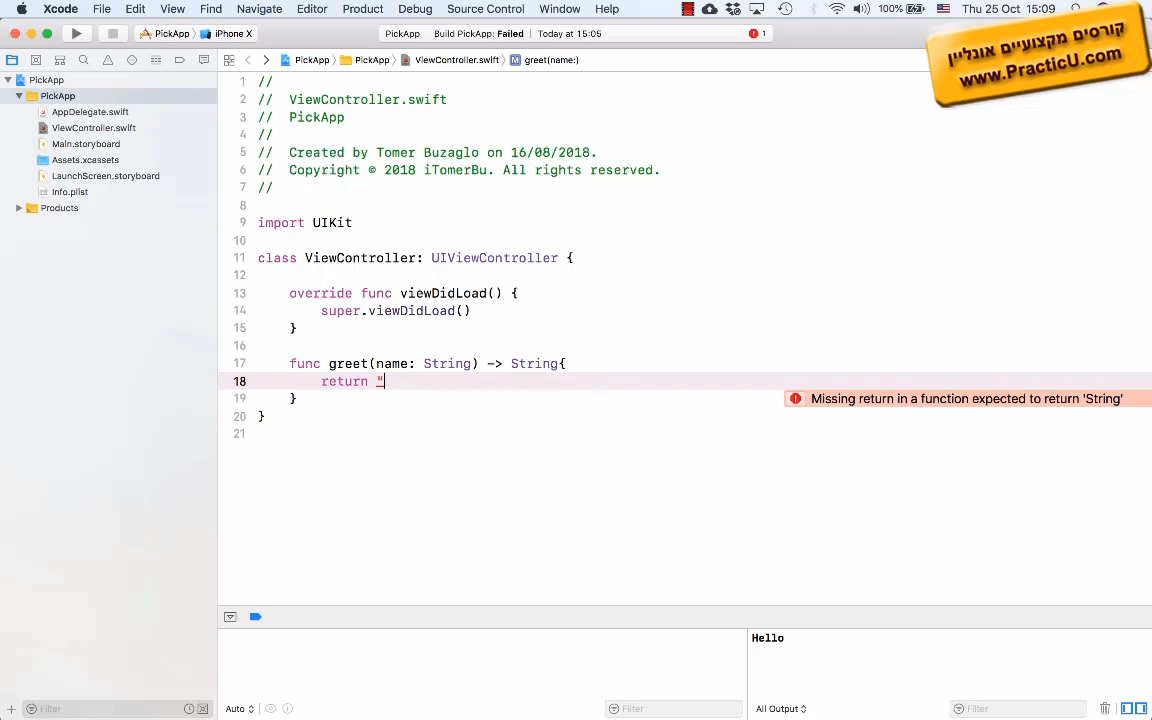 Xcode File Edit View Find Navigate Editor Product Debug Source Control Window Help 100% Thu 25 Oct 15:09
PickApp iPhone X PickApp Build PickApp: Failed Today at 15:05 1
קורסים מקצועיים אונליין
www.PracticU.com
PickApp PickApp ViewController.swift M greet(name:)
PickApp
PickApp
AppDelegate.swift
ViewController.swift
Main.storyboard
Assets.xcassets
LaunchScreen.storyboard
Info.plist
Products
1 //
2 // ViewController.swift
3 // PickApp
4 //
5 // Created by Tomer Buzaglo on 16/08/2018.
6 // Copyright © 2018 iTomerBu. All rights reserved.
7 //
8
9 import UIKit
10
11 class ViewController: UIViewController {
12
13 override func viewDidLoad() {
14 super.viewDidLoad()
15 }
16
17 func greet(name: String) -> String{
18 return "
19 } Missing return in a function expected to return 'String'
20 }
21
Hello
Filter Auto Filter All Output Filter